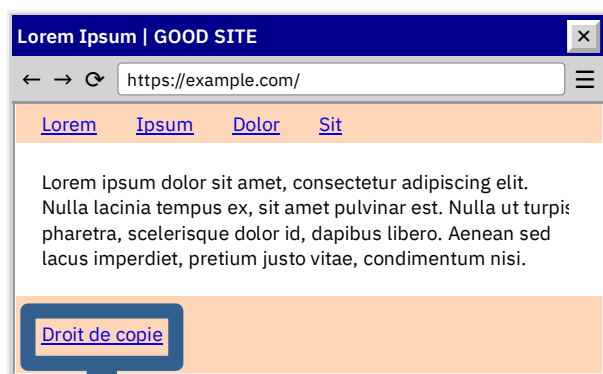 Lorem Ipsum | GOOD SITE
https://example.com/
Lorem Ipsum Dolor Sit
Lorem ipsum dolor sit amet, consectetur adipiscing elit.
Nulla lacinia tempus ex, sit amet pulvinar est. Nulla ut turpis
pharetra, scelerisque dolor id, dapibus libero. Aenean sed
lacus imperdiet, pretium justo vitae, condimentum nisi.
Droit de copie